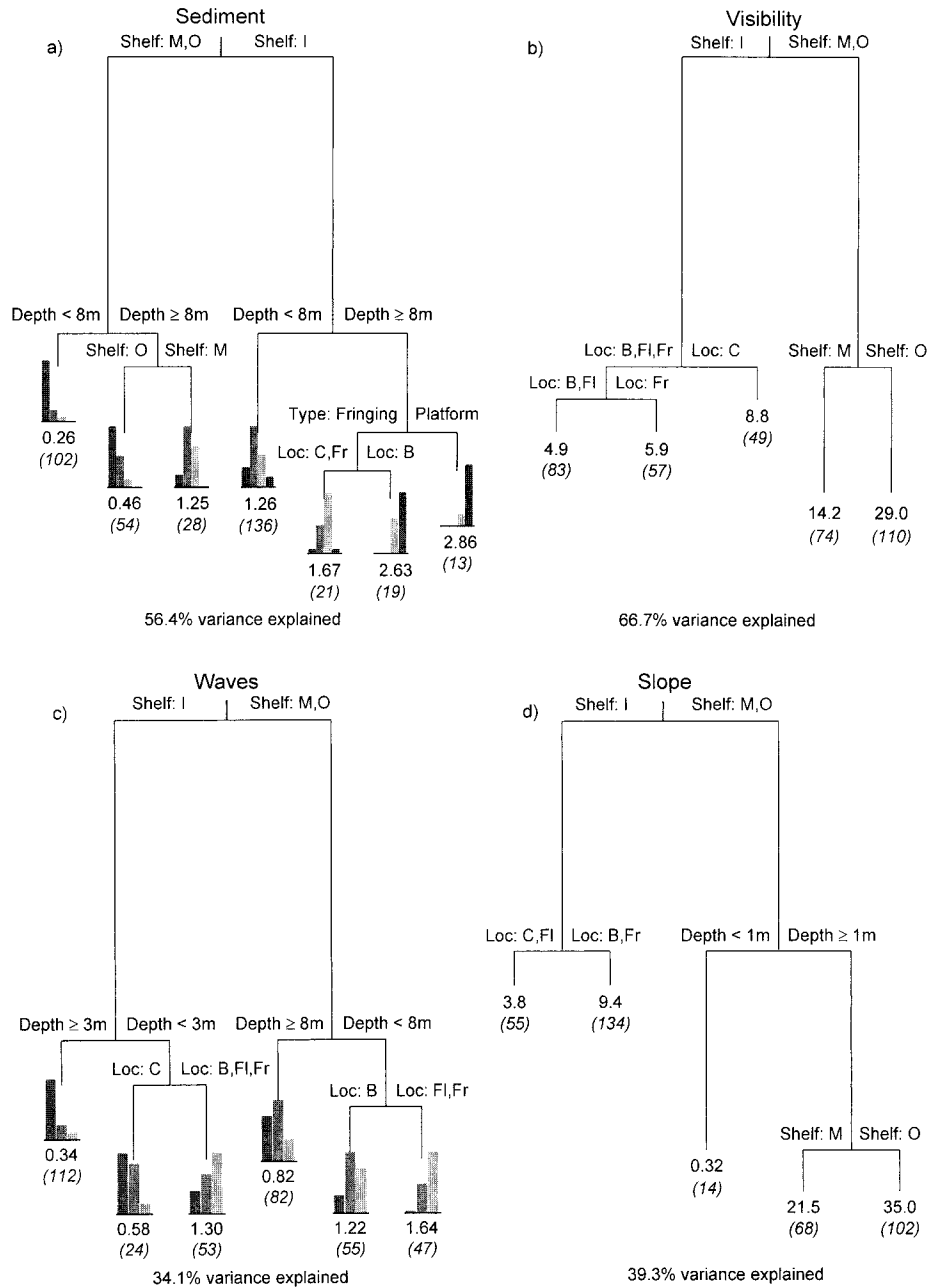 Sediment
a)
Shelf: M,O Shelf: I
Depth < 8m Depth ≥ 8m Depth < 8m Depth ≥ 8m
Shelf: O Shelf: M
Type: Fringing Platform
Loc: C,Fr Loc: B
0.26
(102)
0.46
(54)
1.25
(28)
1.26
(136)
1.67
(21)
2.63
(19)
2.86
(13)
56.4% variance explained
Visibility
b)
Shelf: I Shelf: M,O
Loc: B,Fl,Fr Loc: C
Shelf: M Shelf: O
Loc: B,Fl Loc: Fr
4.9
(83)
5.9
(57)
8.8
(49)
14.2
(74)
29.0
(110)
66.7% variance explained
Waves
c)
Shelf: I Shelf: M,O
Depth ≥ 3m Depth < 3m Depth ≥ 8m Depth < 8m
Loc: C Loc: B,Fl,Fr
Loc: B Loc: Fl,Fr
0.34
(112)
0.58
(24)
1.30
(53)
0.82
(82)
1.22
(55)
1.64
(47)
34.1% variance explained
Slope
d)
Shelf: I Shelf: M,O
Loc: C,Fl Loc: B,Fr
Depth < 1m Depth ≥ 1m
3.8
(55)
9.4
(134)
Shelf: M Shelf: O
0.32
(14)
21.5
(68)
35.0
(102)
39.3% variance explained